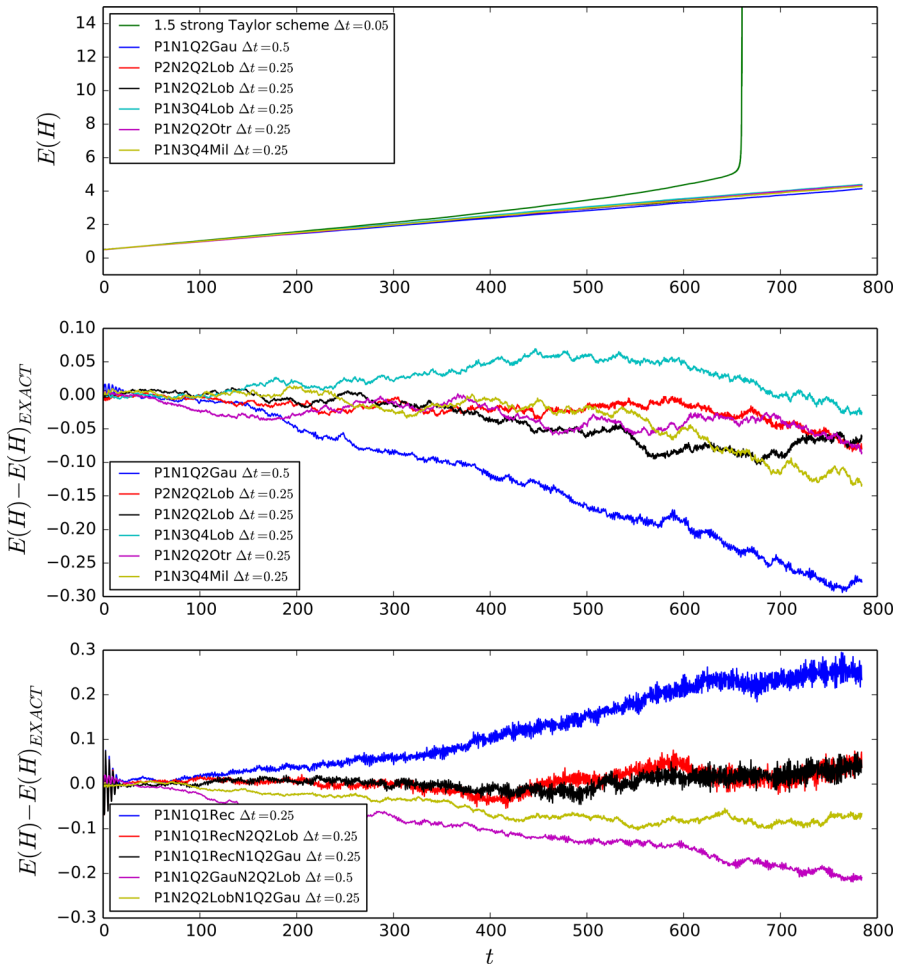 14
12
10
8
6
4
2
0
E(H)
1.5 strong Taylor scheme Δt=0.05
P1N1Q2Gau Δt=0.5
P2N2Q2Lob Δt=0.25
P1N2Q2Lob Δt=0.25
P1N3Q4Lob Δt=0.25
P1N2Q2Otr Δt=0.25
P1N3Q4Mil Δt=0.25
0 100 200 300 400 500 600 700 800
0.10
0.05
0.00
−0.05
−0.10
−0.15
−0.20
−0.25
−0.30
E(H)−E(H)EXACT
P1N1Q2Gau Δt=0.5
P2N2Q2Lob Δt=0.25
P1N2Q2Lob Δt=0.25
P1N3Q4Lob Δt=0.25
P1N2Q2Otr Δt=0.25
P1N3Q4Mil Δt=0.25
0 100 200 300 400 500 600 700 800
0.3
0.2
0.1
0.0
−0.1
−0.2
−0.3
E(H)−E(H)EXACT
P1N1Q1Rec Δt=0.25
P1N1Q1RecN2Q2Lob Δt=0.25
P1N1Q1RecN1Q2Gau Δt=0.25
P1N1Q2GauN2Q2Lob Δt=0.5
P1N2Q2LobN1Q2Gau Δt=0.25
0 100 200 300 400 500 600 700 800
t